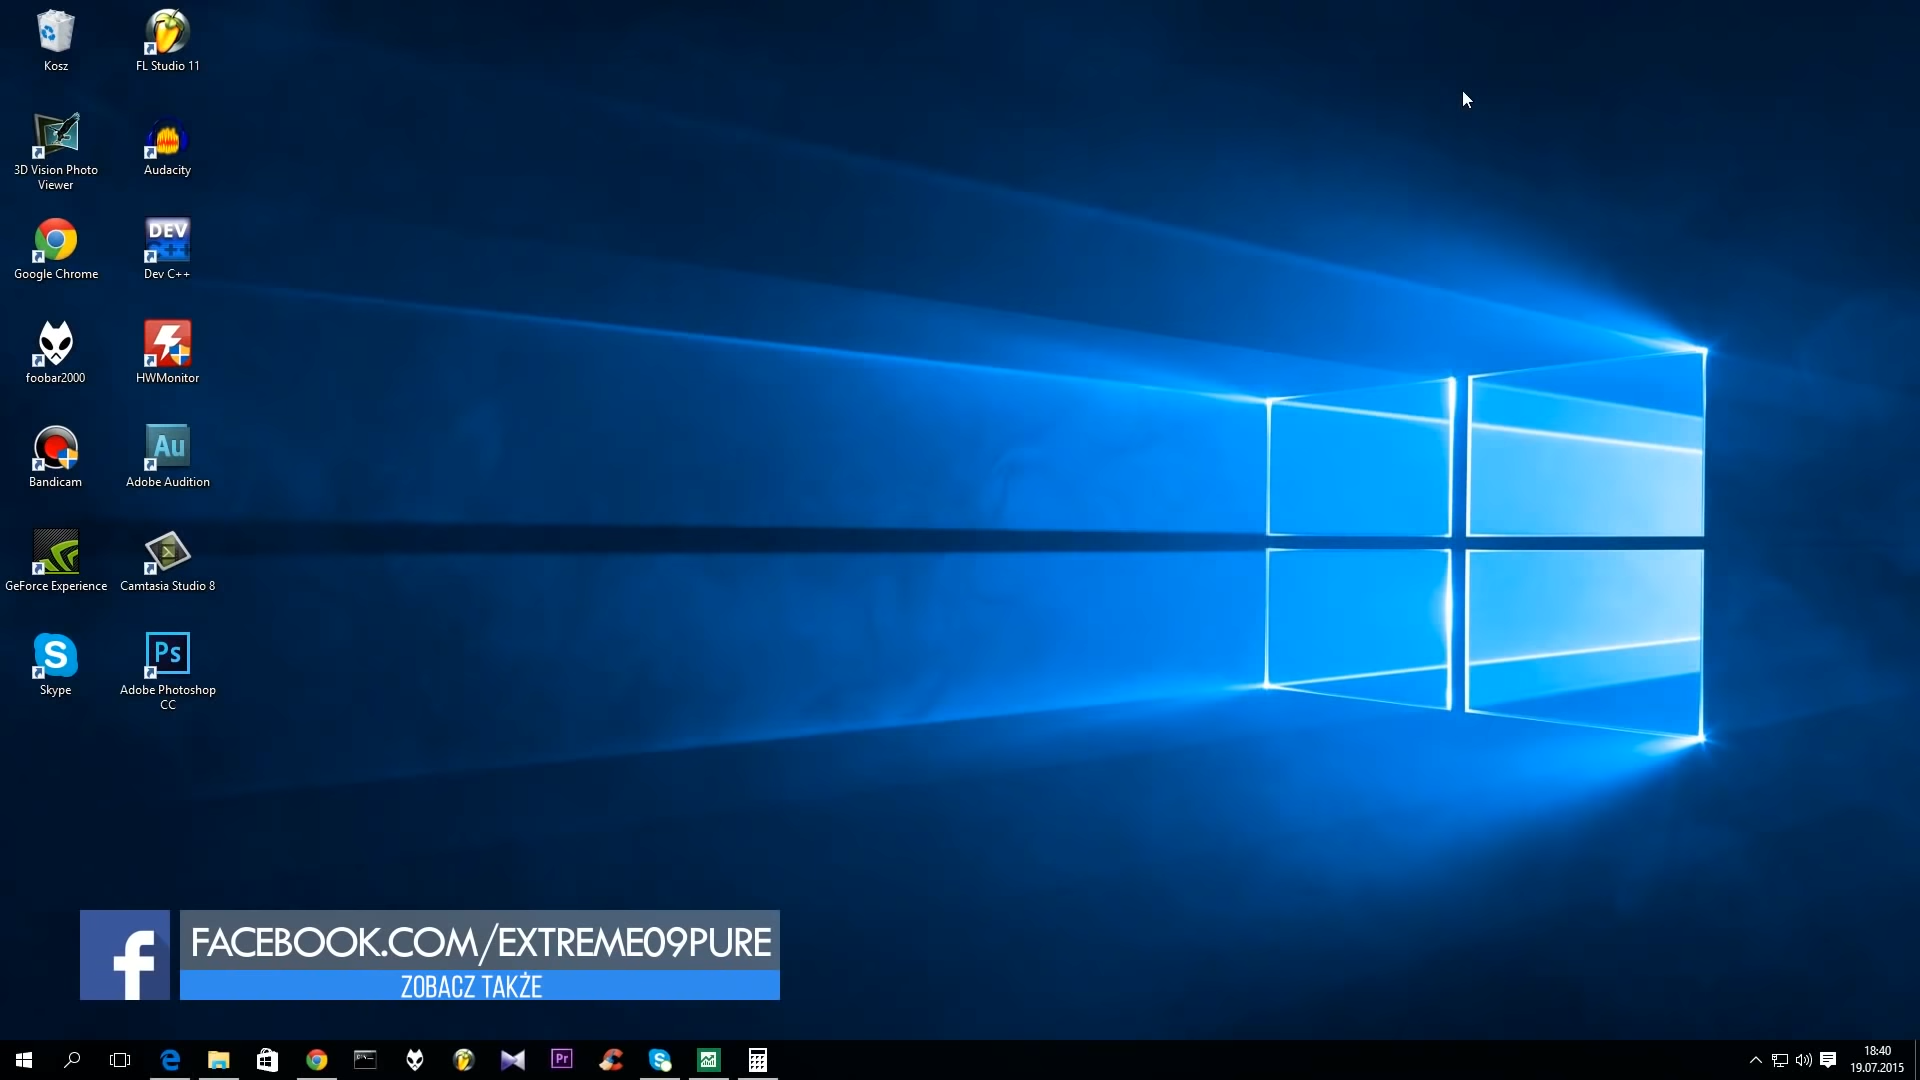 Kosz
FL Studio 11
3D Vision Photo
Viewer
Audacity
Google Chrome
DEV
C++
Dev C++
foobar2000
HWMonitor
Bandicam
Au
Adobe Audition
GeForce Experience
Camtasia Studio 8
S
Skype
Ps
Adobe Photoshop
CC
f
FACEBOOK.COM/EXTREME09PURE
ZOBACZ TAKŻE
Pr
18:40
19.07.2015